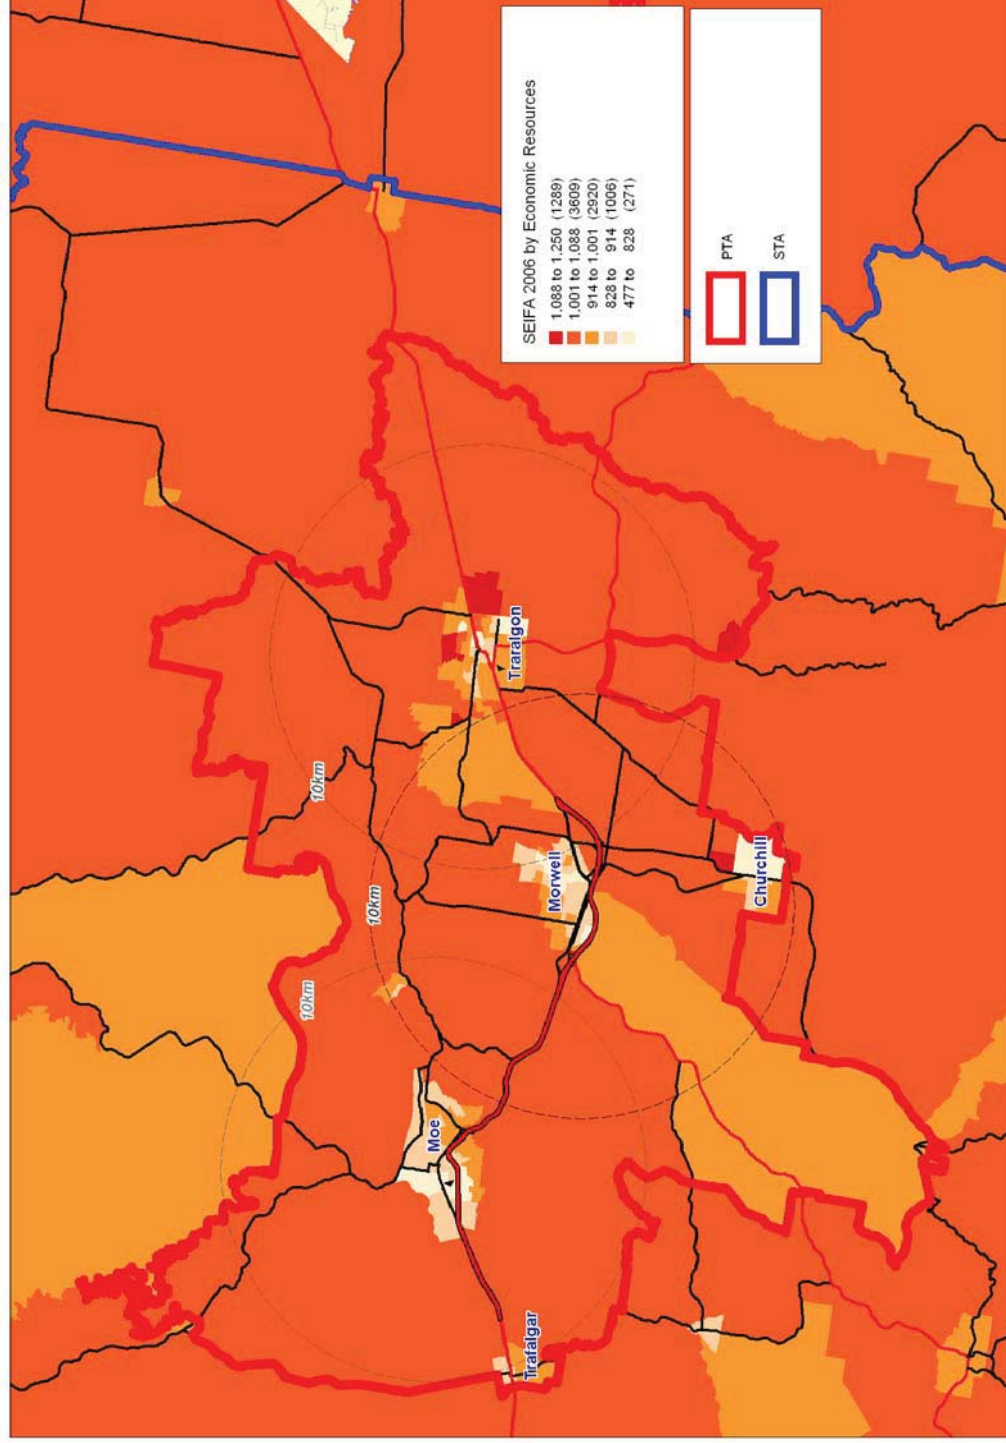 SEIFA 2006 by Economic Resources
1,088 to 1,250 (1289)
1,001 to 1,088 (3609)
914 to 1,001 (2920)
828 to 914 (1006)
477 to 828 (271)
PTA
STA
10km
10km
10km
Trafalgar
Moe
Morwell
Churchill
Traralgon